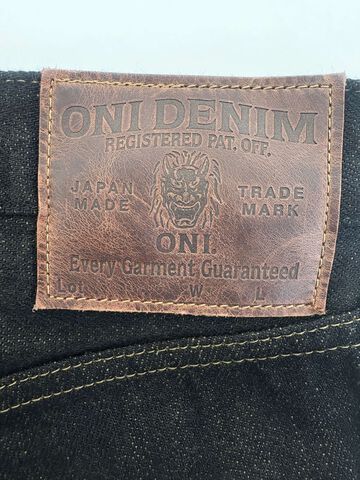 ONI DENIM
REGISTERED PAT. OFF.
JAPAN MADE
TRADE MARK
ONI.
Every Garment Guaranteed
Lot W L